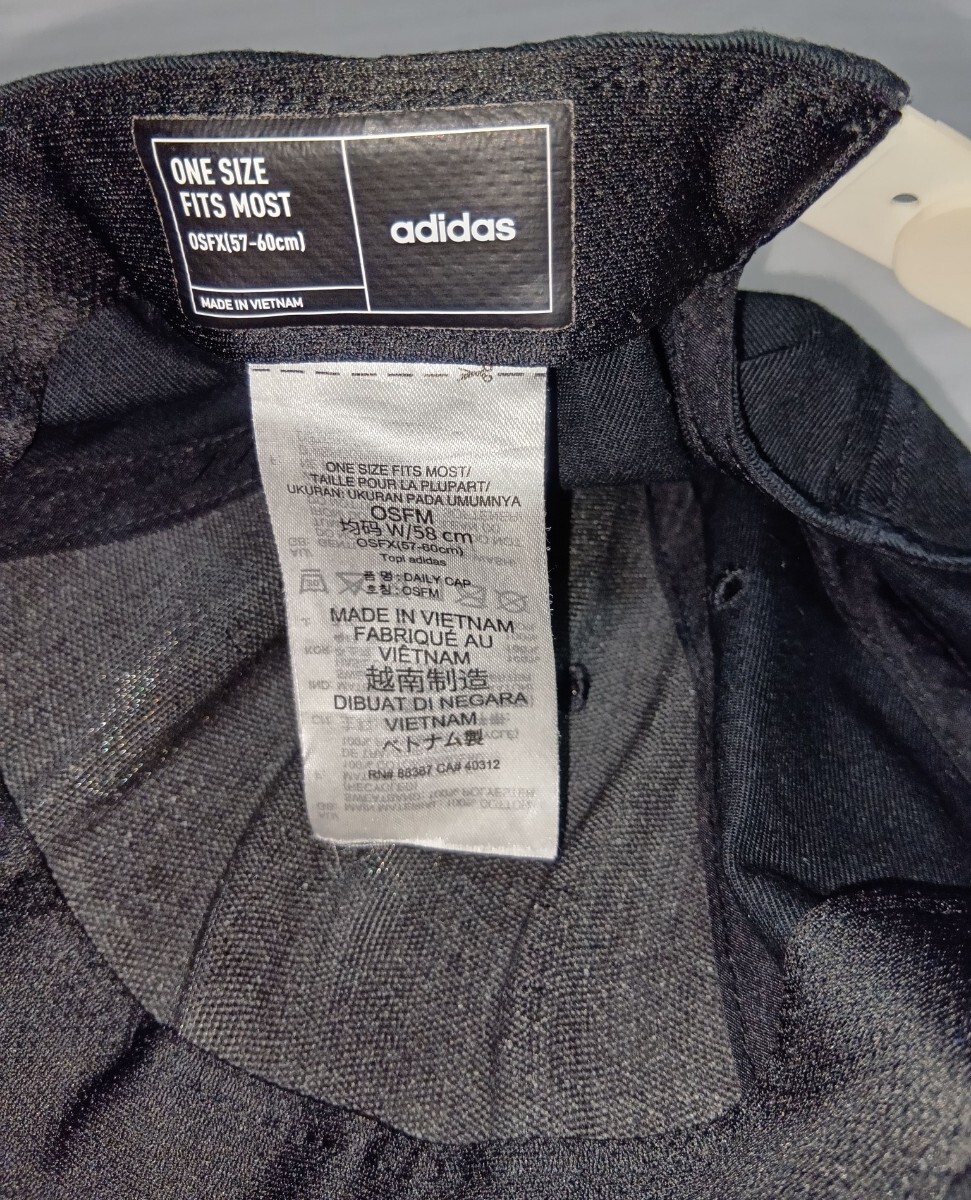 ONE SIZE
FITS MOST
OSFX(57-60cm)
MADE IN VIETNAM
adidas
ONE SIZE FITS MOST/
TAILLE POUR LA PLUPART/
UKURAN: UKURAN PADA UMUMNYA
OSFM
均码 W/58 cm
OSFX(57-60cm)
Topi adidas
품 명 : DAILY CAP
호칭 : OSFM
MADE IN VIETNAM
FABRIQUÉ AU
VIÊTNAM
越南制造
DIBUAT DI NEGARA
VIETNAM
ベトナム製
RN# 88387 CA# 40312